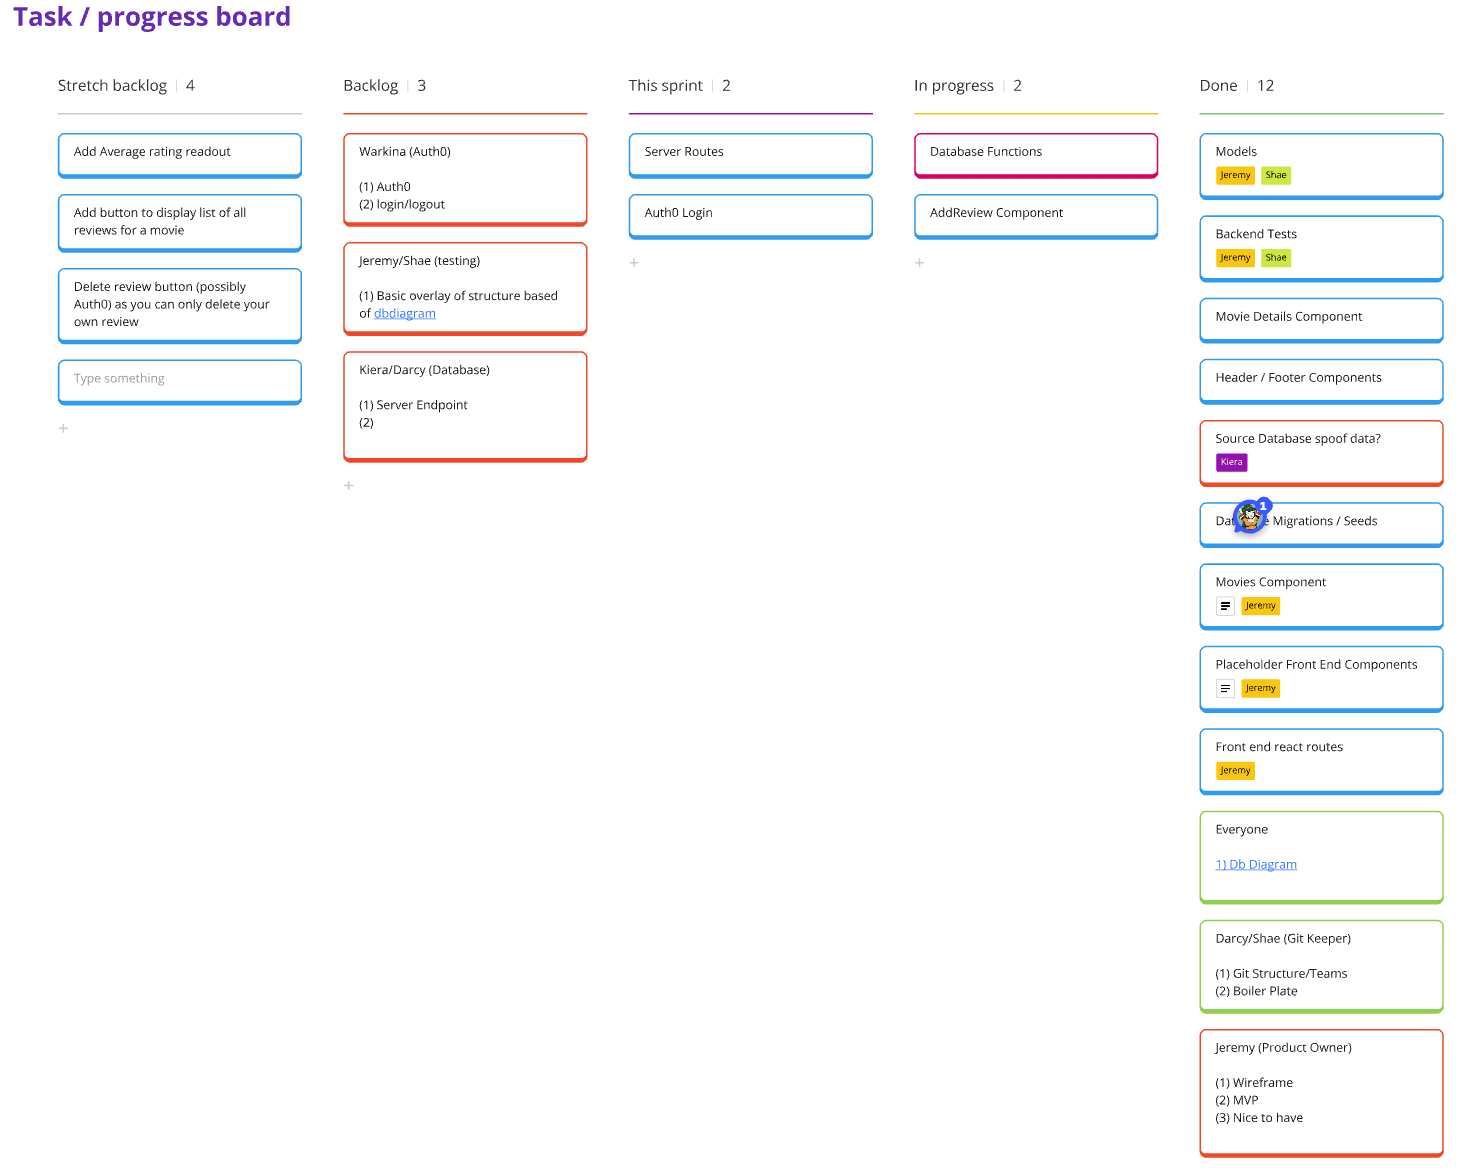 Task / progress board
Stretch backlog | 4
Add Average rating readout
Add button to display list of all
reviews for a movie
Delete review button (possibly
Auth0) as you can only delete your
own review
Type something
+
Backlog | 3
Warkina (Auth0)
(1) Auth0
(2) login/logout
Jeremy/Shae (testing)
(1) Basic overlay of structure based
of dbdiagram
Kiera/Darcy (Database)
(1) Server Endpoint
(2)
+
This sprint | 2
Server Routes
Auth0 Login
+
In progress | 2
Database Functions
AddReview Component
+
Done | 12
Models
Jeremy Shae
Backend Tests
Jeremy Shae
Movie Details Component
Header / Footer Components
Source Database spoof data?
Kiera
1
Migrations / Seeds
Movies Component
Jeremy
Placeholder Front End Components
Jeremy
Front end react routes
Jeremy
Everyone
1) Db Diagram
Darcy/Shae (Git Keeper)
(1) Git Structure/Teams
(2) Boiler Plate
Jeremy (Product Owner)
(1) Wireframe
(2) MVP
(3) Nice to have